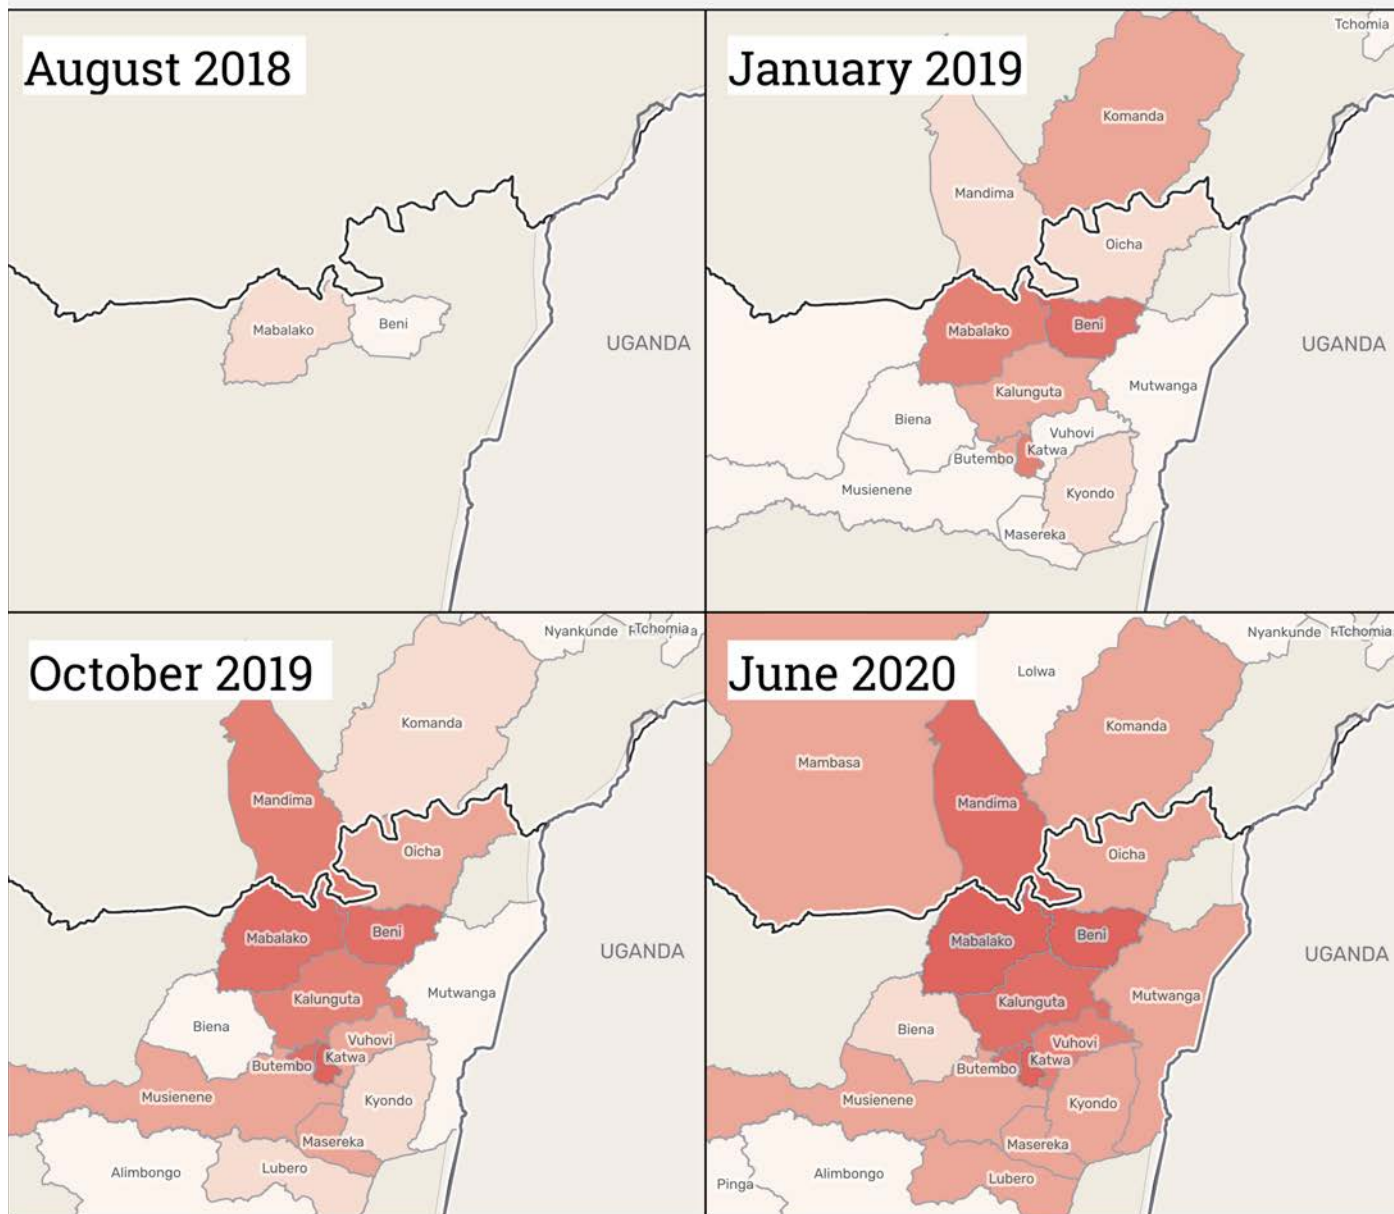 August 2018
Mabalako
Beni
UGANDA
January 2019
Tchomia
Komanda
Mandima
Oicha
Mabalako
Beni
UGANDA
Kalunguta
Mutwanga
Biena
Vuhovi
Butembo
Katwa
Musienene
Kyondo
Masereka
October 2019
Nyankunde
Tchomia
Komanda
Mandima
Oicha
Mabalako
Beni
UGANDA
Kalunguta
Mutwanga
Biena
Vuhovi
Butembo
Katwa
Musienene
Kyondo
Masereka
Alimbongo
Lubero
June 2020
Nyankunde
Tchomia
Lolwa
Komanda
Mambasa
Mandima
Oicha
Mabalako
Beni
UGANDA
Kalunguta
Mutwanga
Biena
Vuhovi
Butembo
Katwa
Musienene
Kyondo
Masereka
Alimbongo
Lubero
Pinga